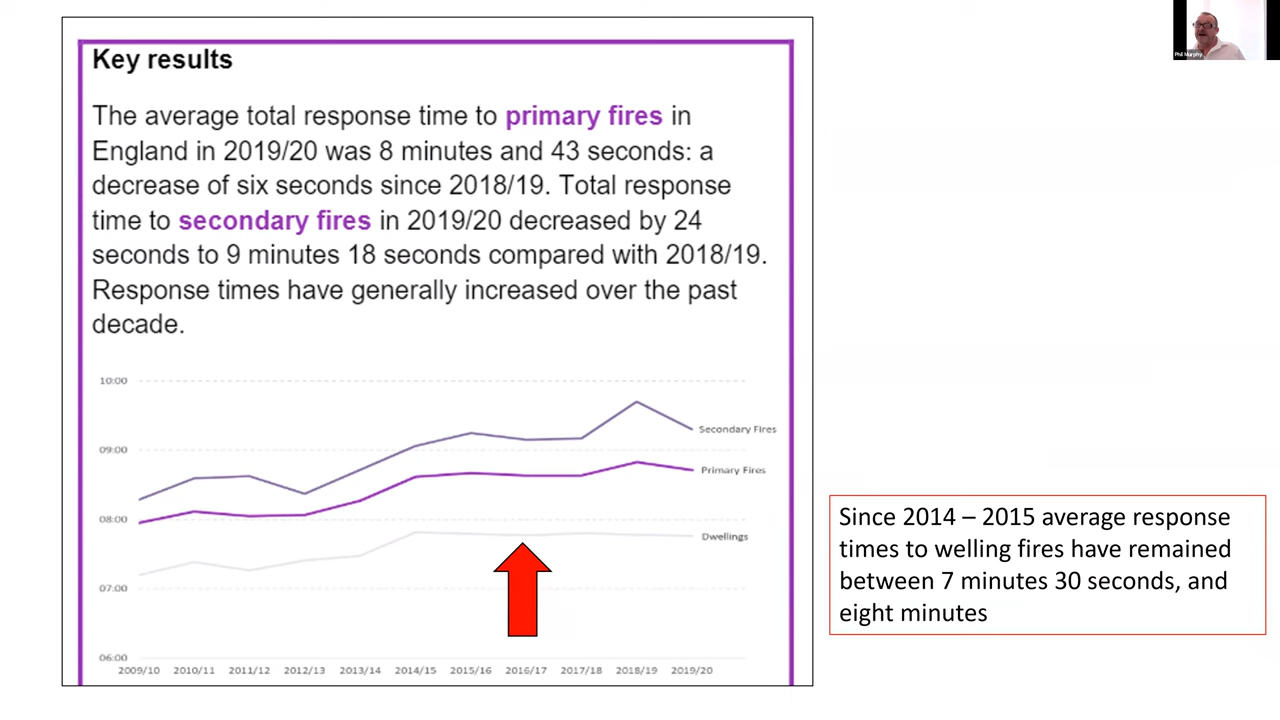 Key results
The average total response time to primary fires in
England in 2019/20 was 8 minutes and 43 seconds: a
decrease of six seconds since 2018/19. Total response
time to secondary fires in 2019/20 decreased by 24
seconds to 9 minutes 18 seconds compared with 2018/19.
Response times have generally increased over the past
decade.
10:00
Secondary Fires
09:00
Primary Fires
08:00
Dwellings
07:00
06:00
2009/10 2010/11 2011/12 2012/13 2013/14 2014/15 2015/16 2016/17 2017/18 2018/19 2019/20
Since 2014 – 2015 average response
times to welling fires have remained
between 7 minutes 30 seconds, and
eight minutes
Phil Murphy